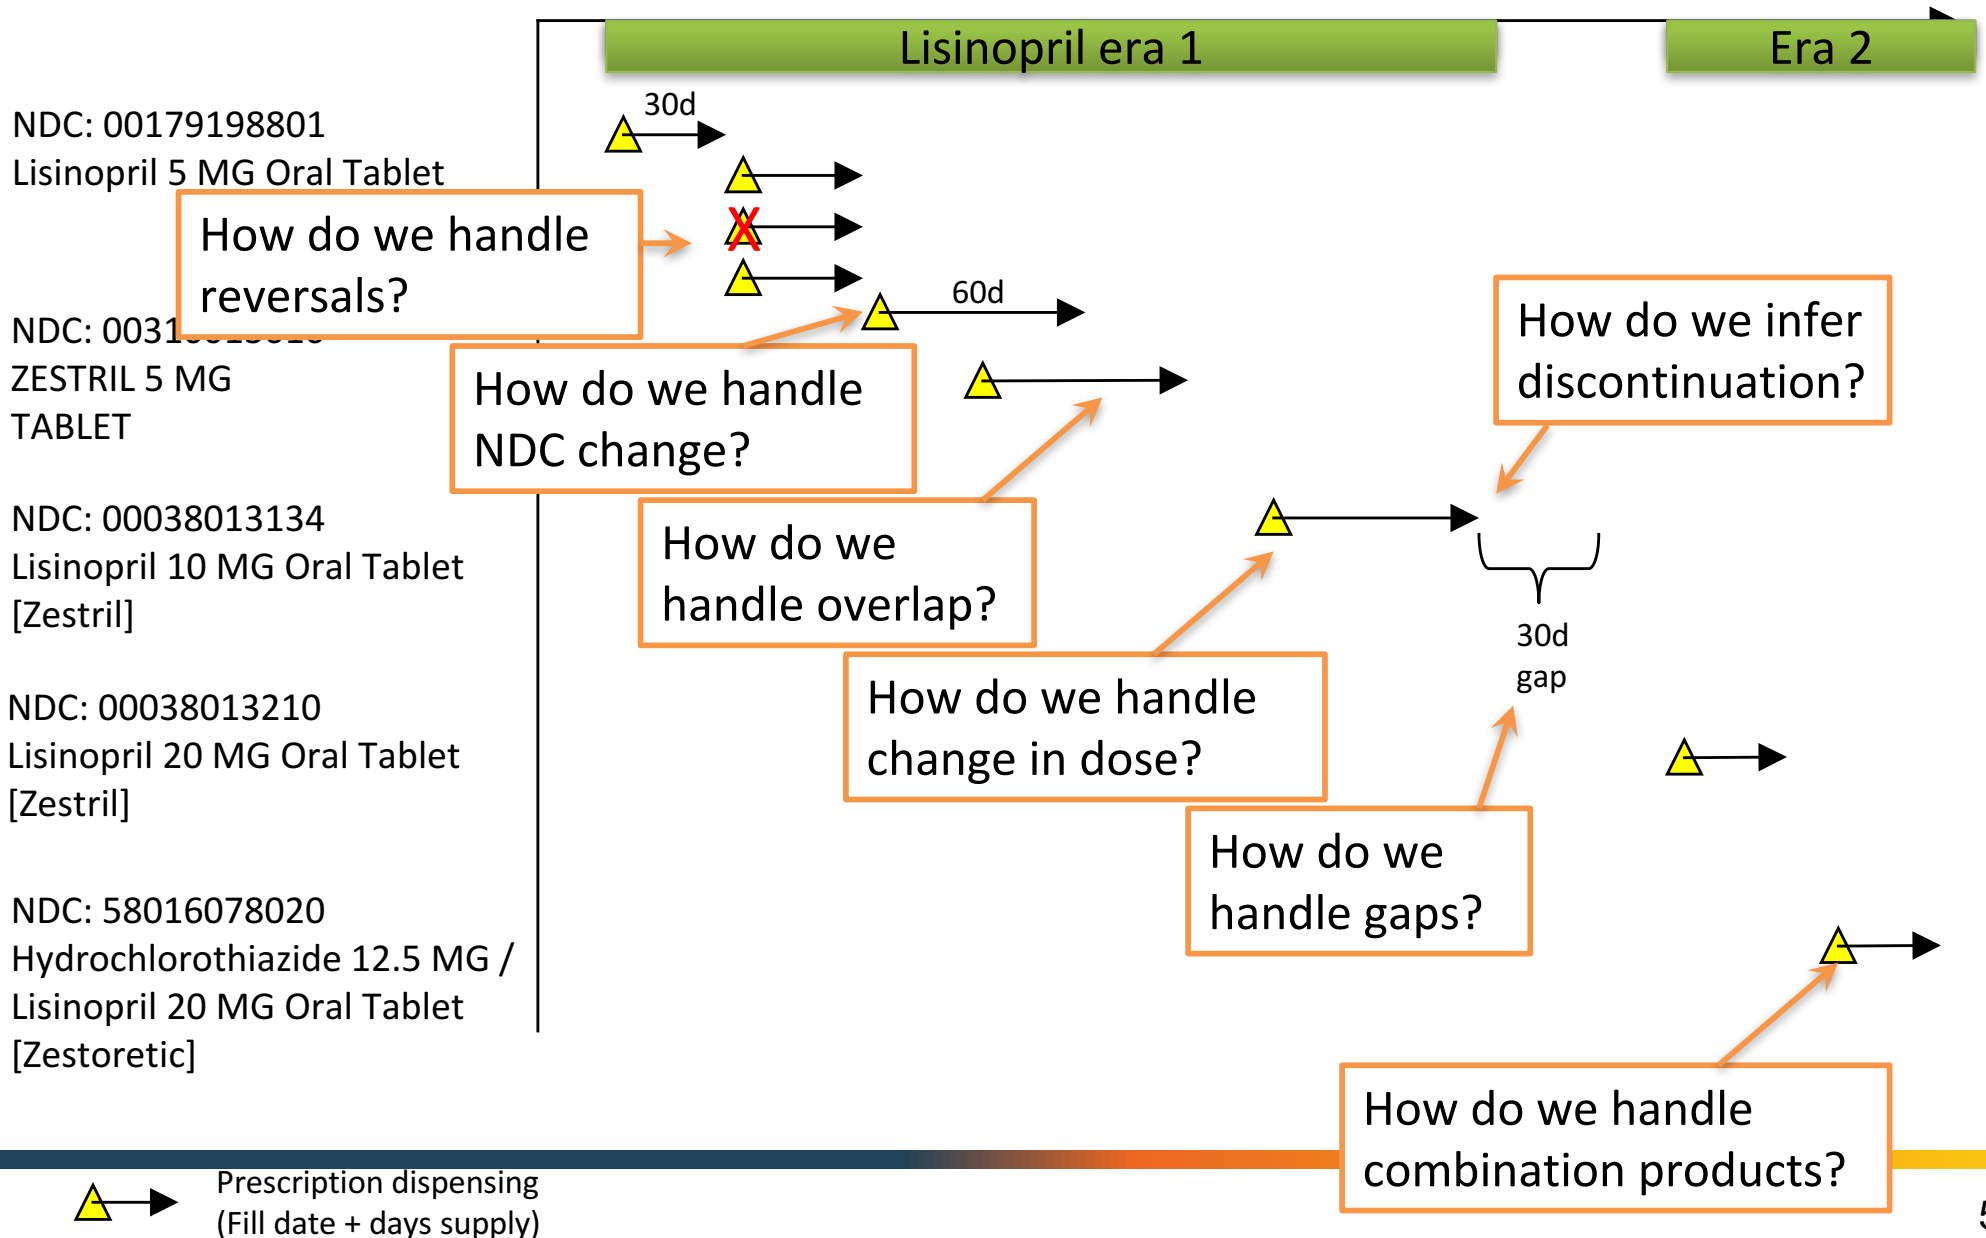 Lisinopril era 1
Era 2
30d
NDC: 00179198801
Lisinopril 5 MG Oral Tablet
How do we handle
reversals?
60d
NDC:
ZESTRIL 5 MG
TABLET
How do we handle
NDC change?
How do we infer
discontinuation?
NDC: 00038013134
Lisinopril 10 MG Oral Tablet
[Zestril]
How do we
handle overlap?
30d
gap
NDC: 00038013210
Lisinopril 20 MG Oral Tablet
[Zestril]
How do we handle
change in dose?
How do we
handle gaps?
NDC: 58016078020
Hydrochlorothiazide 12.5 MG /
Lisinopril 20 MG Oral Tablet
[Zestoretic]
How do we handle
combination products?
Prescription dispensing
(Fill date + days supply)